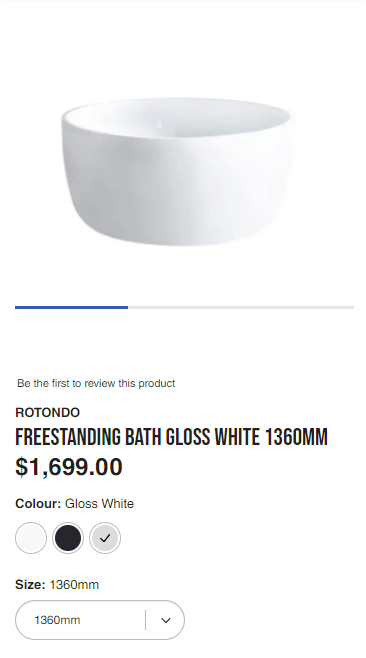 Be the first to review this product
ROTONDO
FREESTANDING BATH GLOSS WHITE 1360MM
$1,699.00
Colour: Gloss White
Size: 1360mm
1360mm